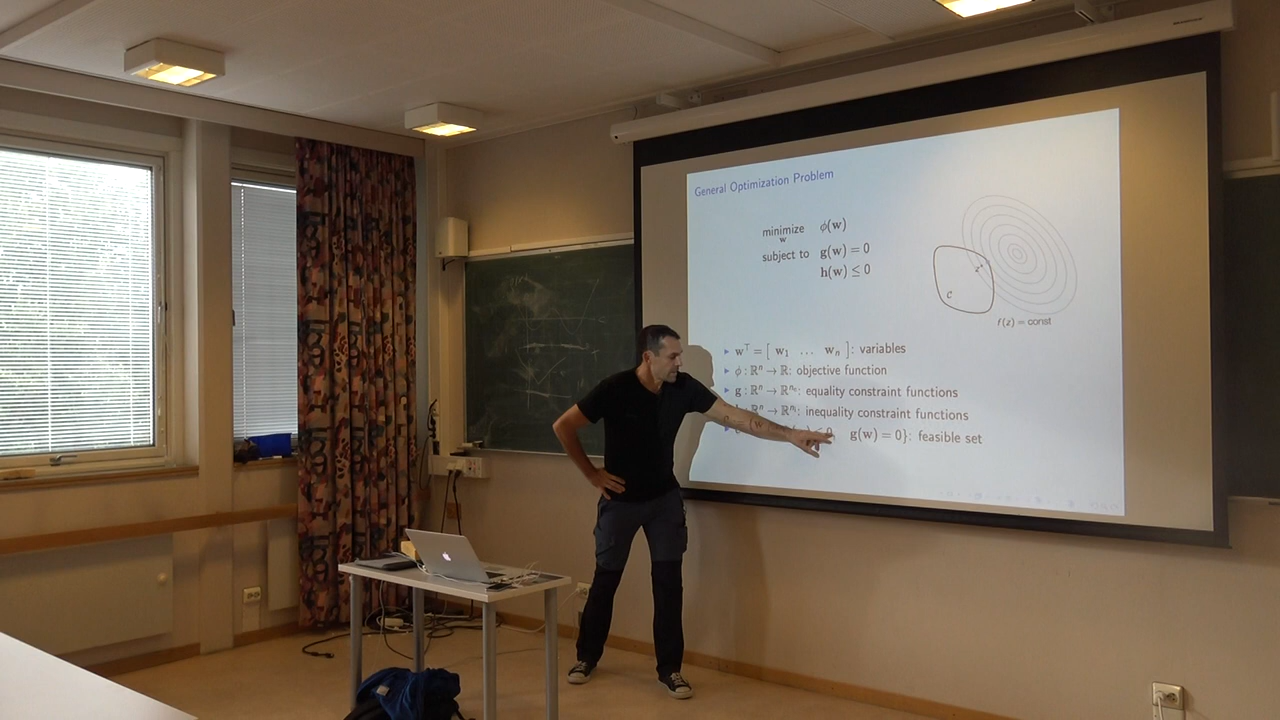 General Optimization Problem
minimize φ(w)
w
subject to g(w) = 0
h(w) ≤ 0
C
z*
f(z) = const
▸ wᵀ = [ w₁ … wₙ ]: variables
▸ φ : ℝⁿ → ℝ: objective function
▸ g : ℝⁿ → ℝⁿᵉ: equality constraint functions
ℝⁿ → ℝⁿⁱ: inequality constraint functions
g(w) = 0}: feasible set